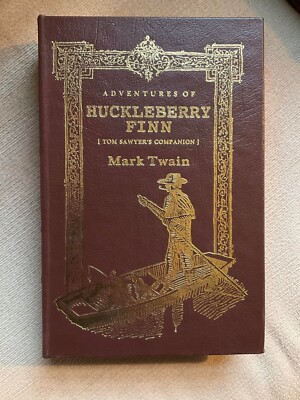 ADVENTURES OF
HUCKLEBERRY
FINN
[ TOM SAWYER'S COMPANION ]
Mark Twain